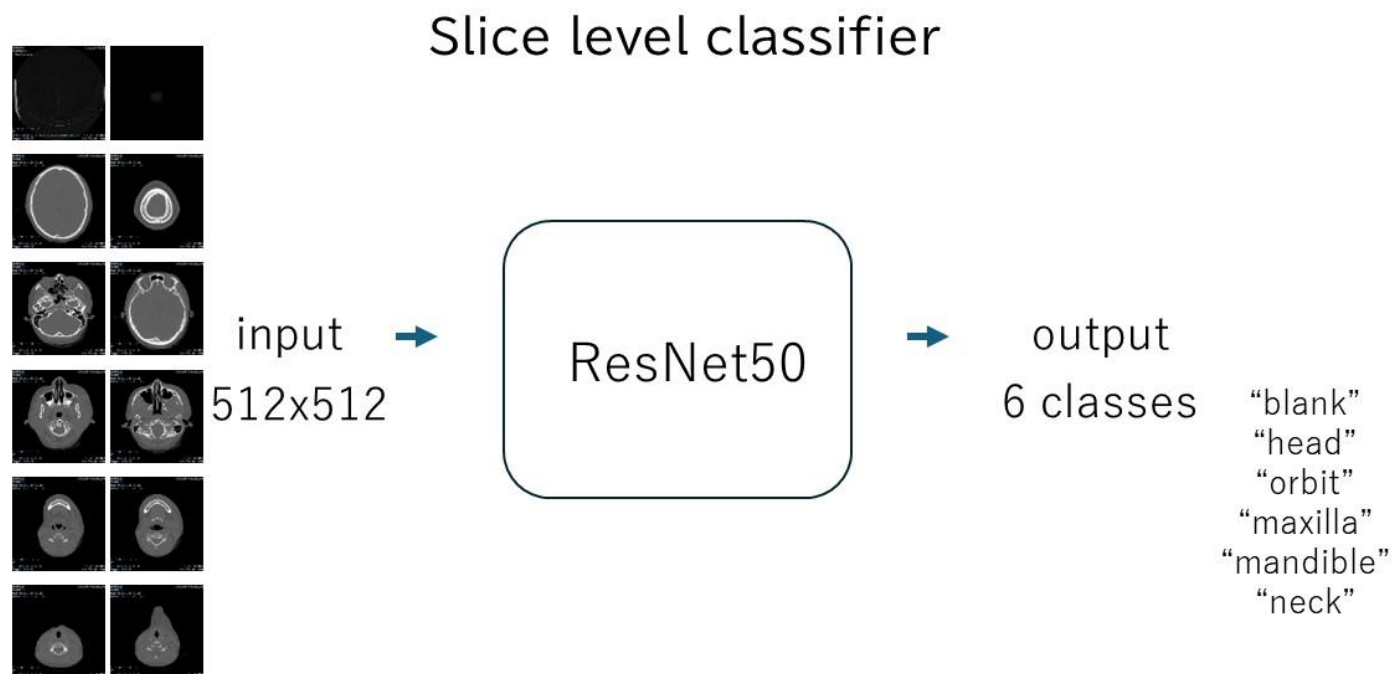 Slice level classifier
input
512x512
ResNet50
output
6 classes
“blank”
“head”
“orbit”
“maxilla”
“mandible”
“neck”